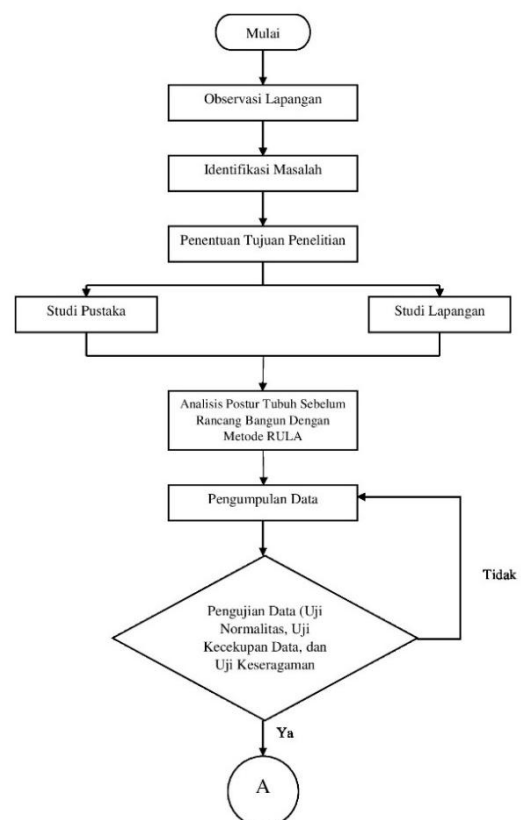 Mulai
Observasi Lapangan
Identifikasi Masalah
Penentuan Tujuan Penelitian
Studi Pustaka
Studi Lapangan
Analisis Postur Tubuh Sebelum
Rancang Bangun Dengan
Metode RULA
Pengumpulan Data
Tidak
Pengujian Data (Uji
Normalitas, Uji
Kecekupan Data, dan
Uji Keseragaman
Ya
A